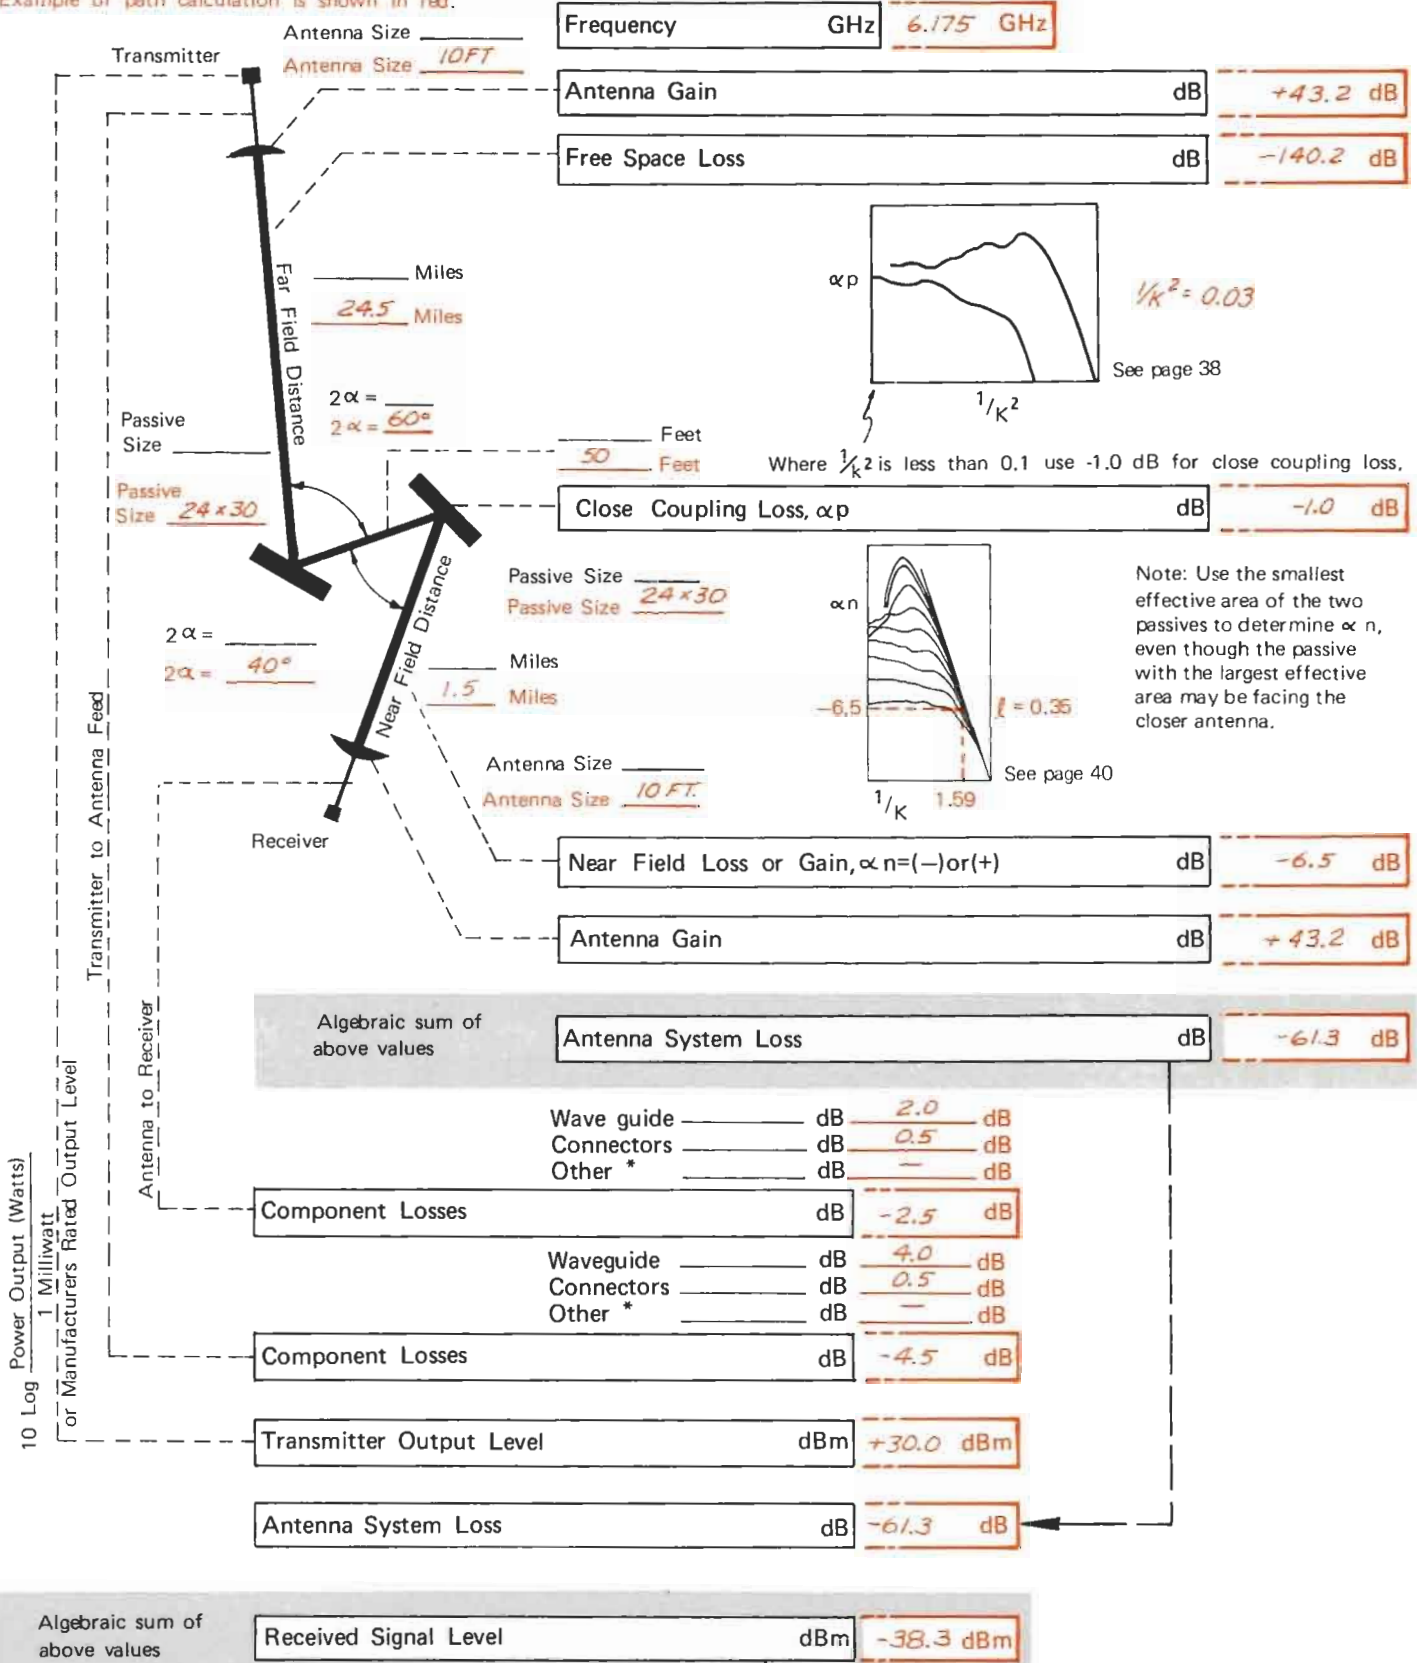 Example of path calculation is shown in red.
Frequency GHz 6.175 GHz
Antenna Size
Antenna Size 10FT
Transmitter
Antenna Gain dB +43.2 dB
Free Space Loss dB -140.2 dB
Far Field Distance
Miles
24.5 Miles
∝p
1/K² = 0.03
See page 38
1/K²
2∝ =
2∝ = 60°
Passive
Size
Passive
Size 24×30
Feet
50 Feet
Where 1/K² is less than 0.1 use -1.0 dB for close coupling loss,
Close Coupling Loss, ∝p dB -1.0 dB
Passive Size
Passive Size 24×30
∝n
Note: Use the smallest
effective area of the two
passives to determine ∝ n,
even though the passive
with the largest effective
area may be facing the
closer antenna.
2∝ =
2∝ = 40°
Near Field Distance
Miles
1.5 Miles
-6.5
ℓ = 0.35
See page 40
1/K 1.59
Antenna Size
Antenna Size 10 FT.
Receiver
Near Field Loss or Gain, ∝ n=(−)or(+) dB -6.5 dB
Antenna Gain dB + 43.2 dB
Transmitter to Antenna Feed
Antenna to Receiver
10 Log Power Output (Watts)
1 Milliwatt
or Manufacturers Rated Output Level
Algebraic sum of
above values
Antenna System Loss dB -61.3 dB
Wave guide dB 2.0 dB
Connectors dB 0.5 dB
Other * dB — dB
Component Losses dB -2.5 dB
Waveguide dB 4.0 dB
Connectors dB 0.5 dB
Other * dB — dB
Component Losses dB -4.5 dB
Transmitter Output Level dBm +30.0 dBm
Antenna System Loss dB -61.3 dB
Algebraic sum of
above values
Received Signal Level dBm -38.3 dBm